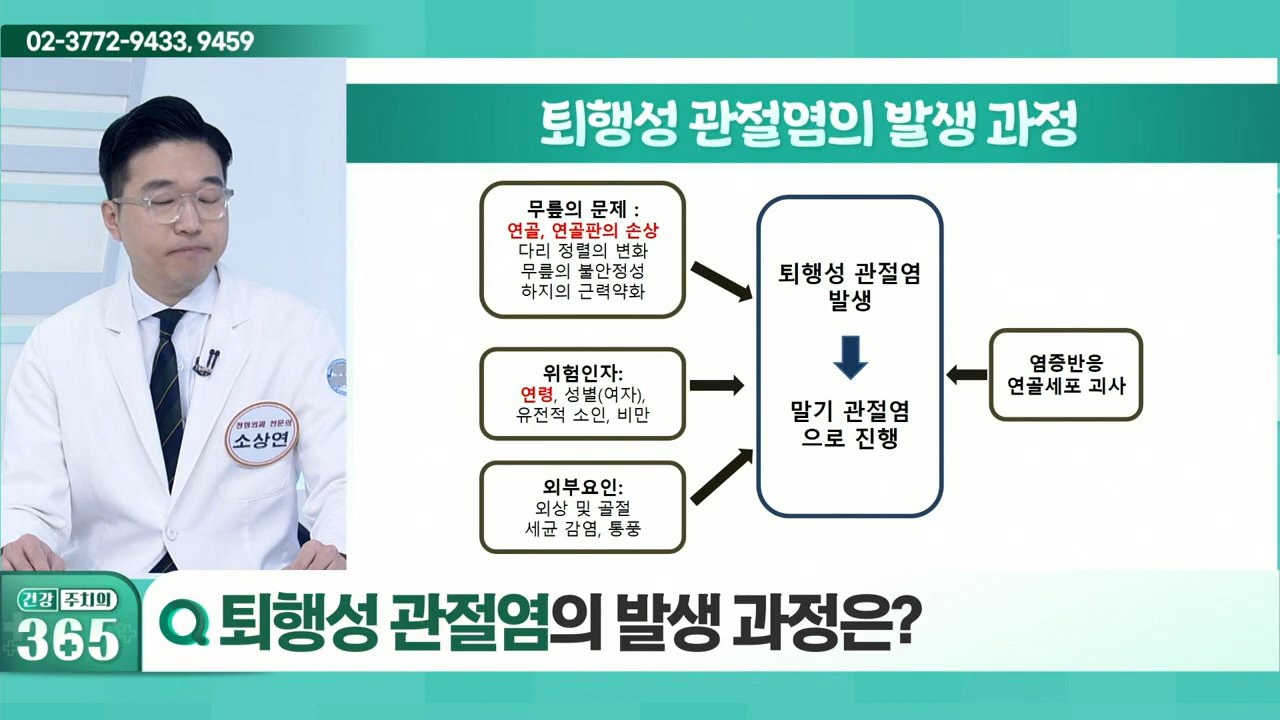 02-3772-9433, 9459
퇴행성 관절염의 발생 과정
무릎의 문제 :
연골, 연골판의 손상
다리 정렬의 변화
무릎의 불안정성
하지의 근력약화
위험인자:
연령, 성별(여자),
유전적 소인, 비만
외부요인:
외상 및 골절
세균 감염, 통풍
퇴행성 관절염
발생
말기 관절염
으로 진행
염증반응
연골세포 괴사
정형외과 전문의
소상연
건강 주치의
365
Q 퇴행성 관절염의 발생 과정은?